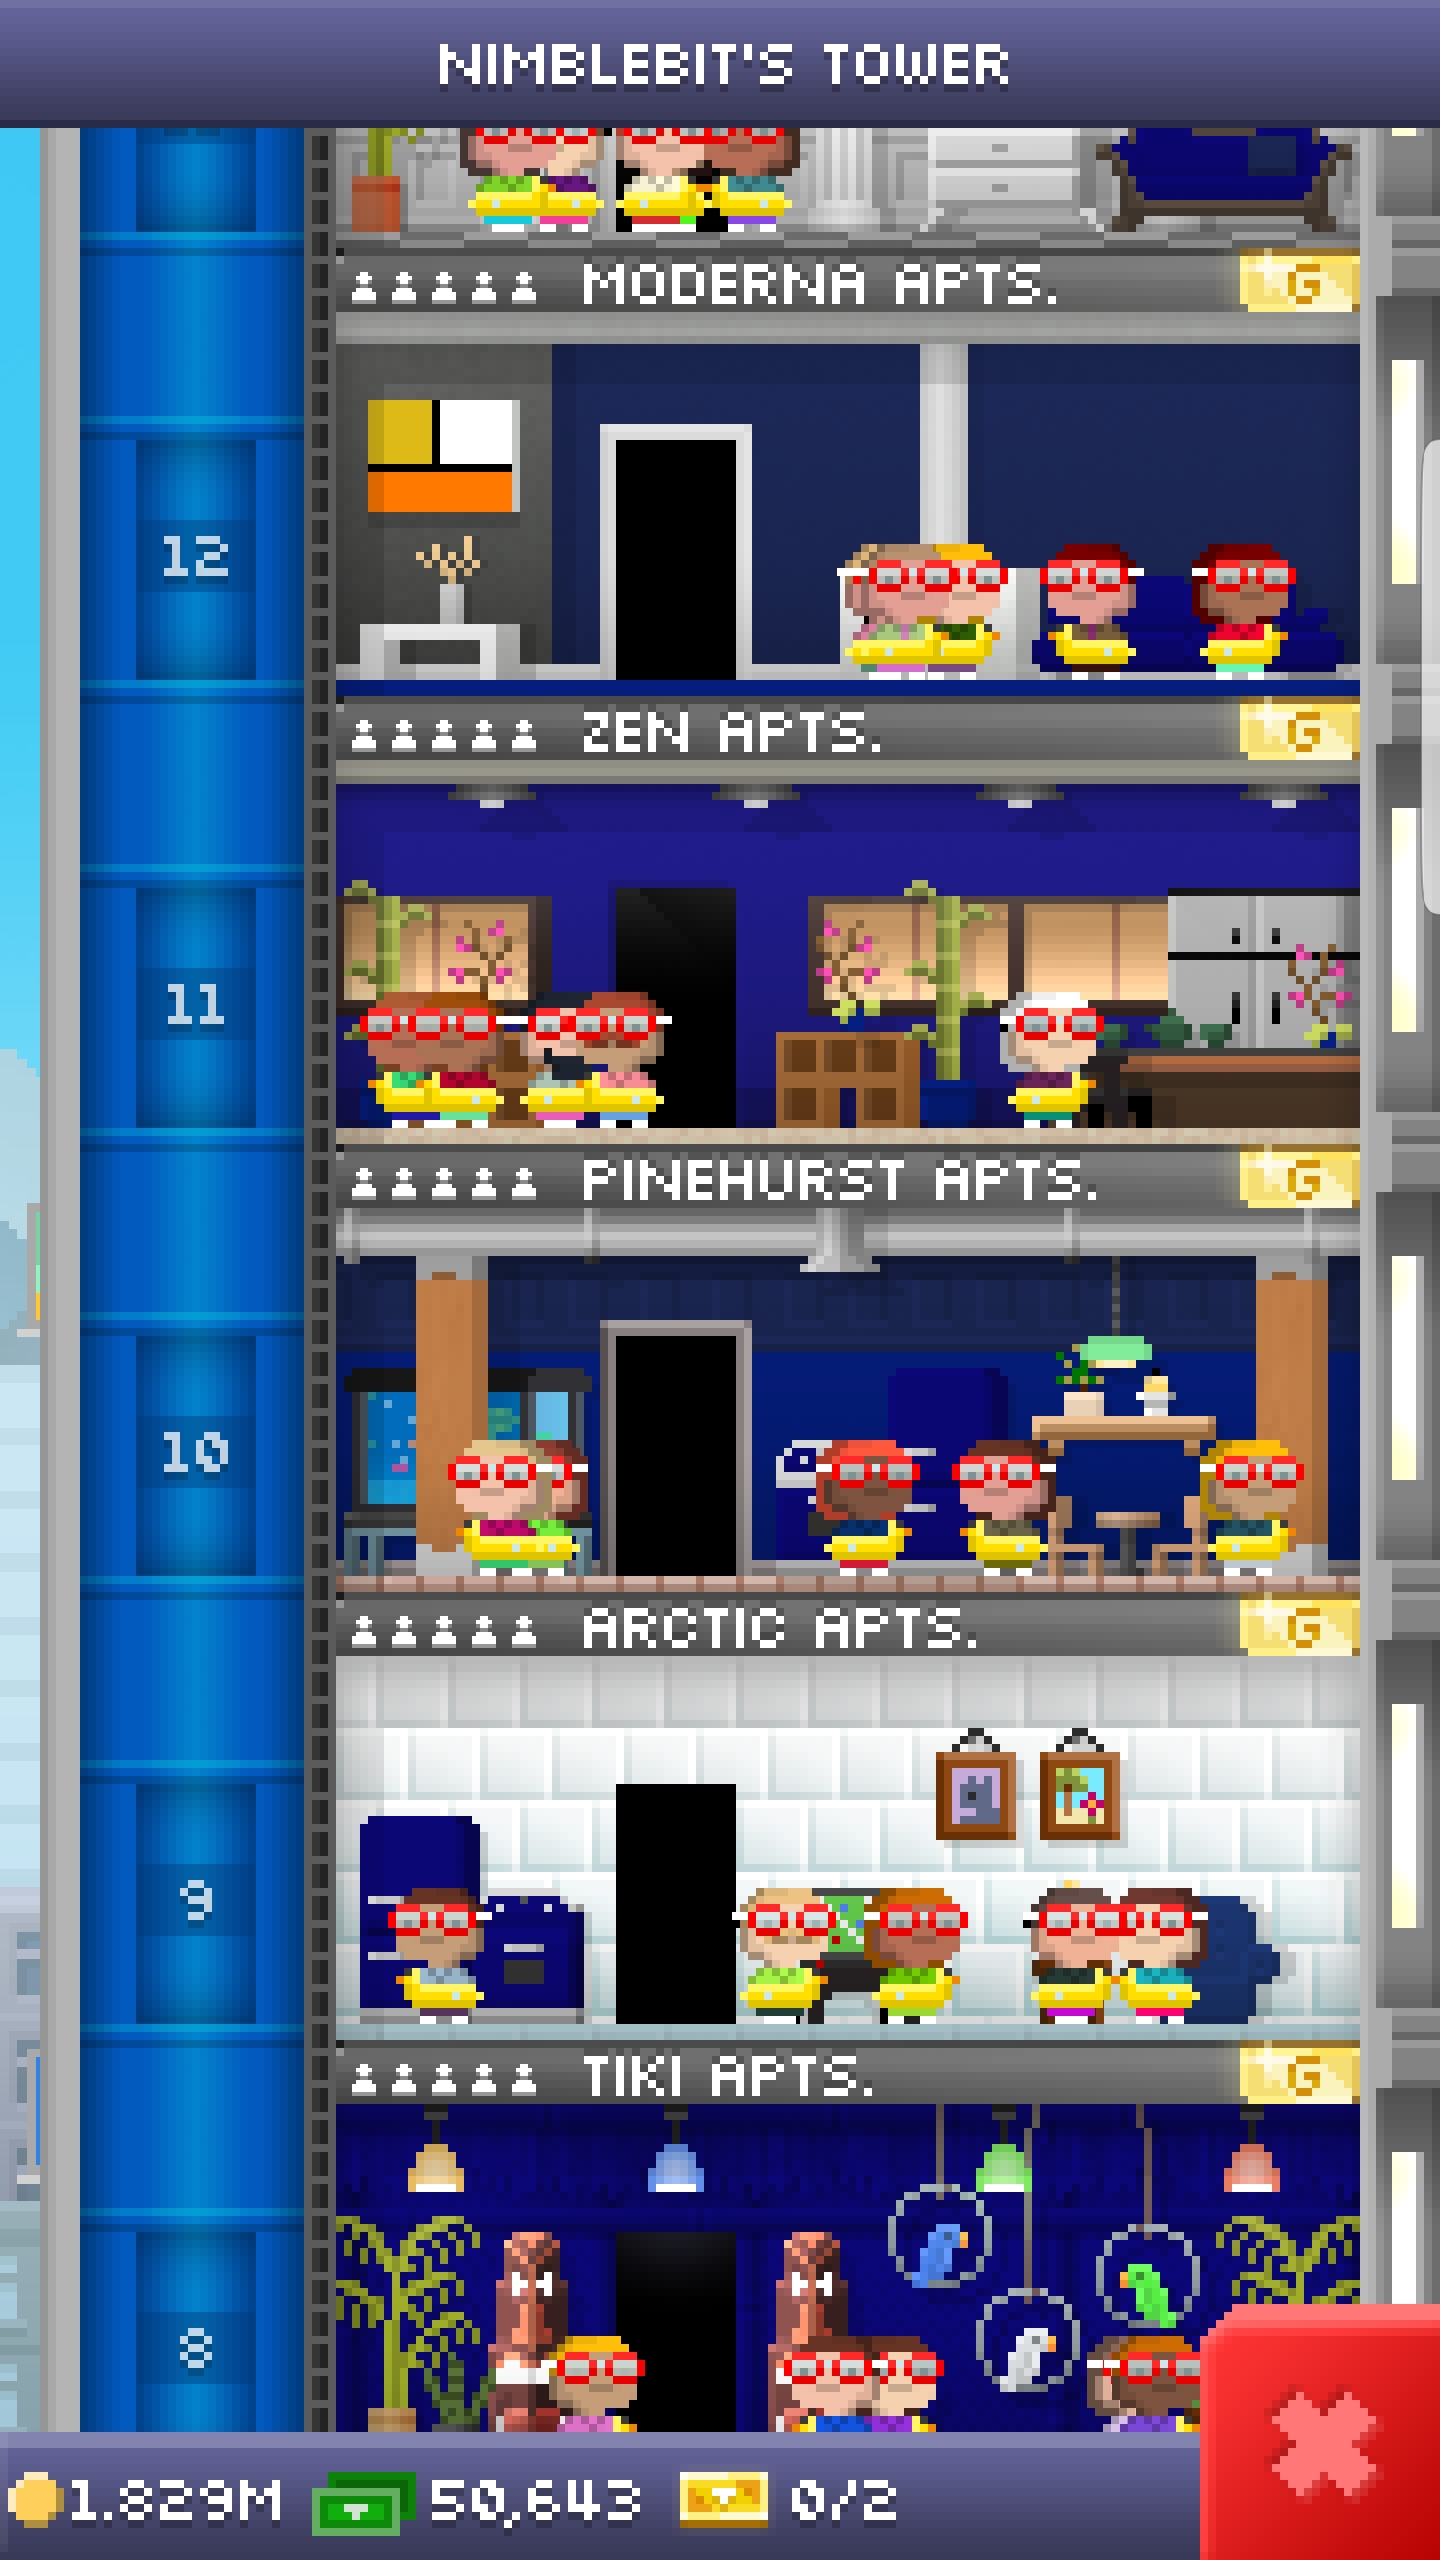 NIMBLEBIT'S TOWER
MODERNA APTS. G
12
ZEN APTS. G
11
PINEHURST APTS. G
10
ARCTIC APTS. G
9
TIKI APTS. G
8
1.829M 50,643 0/2